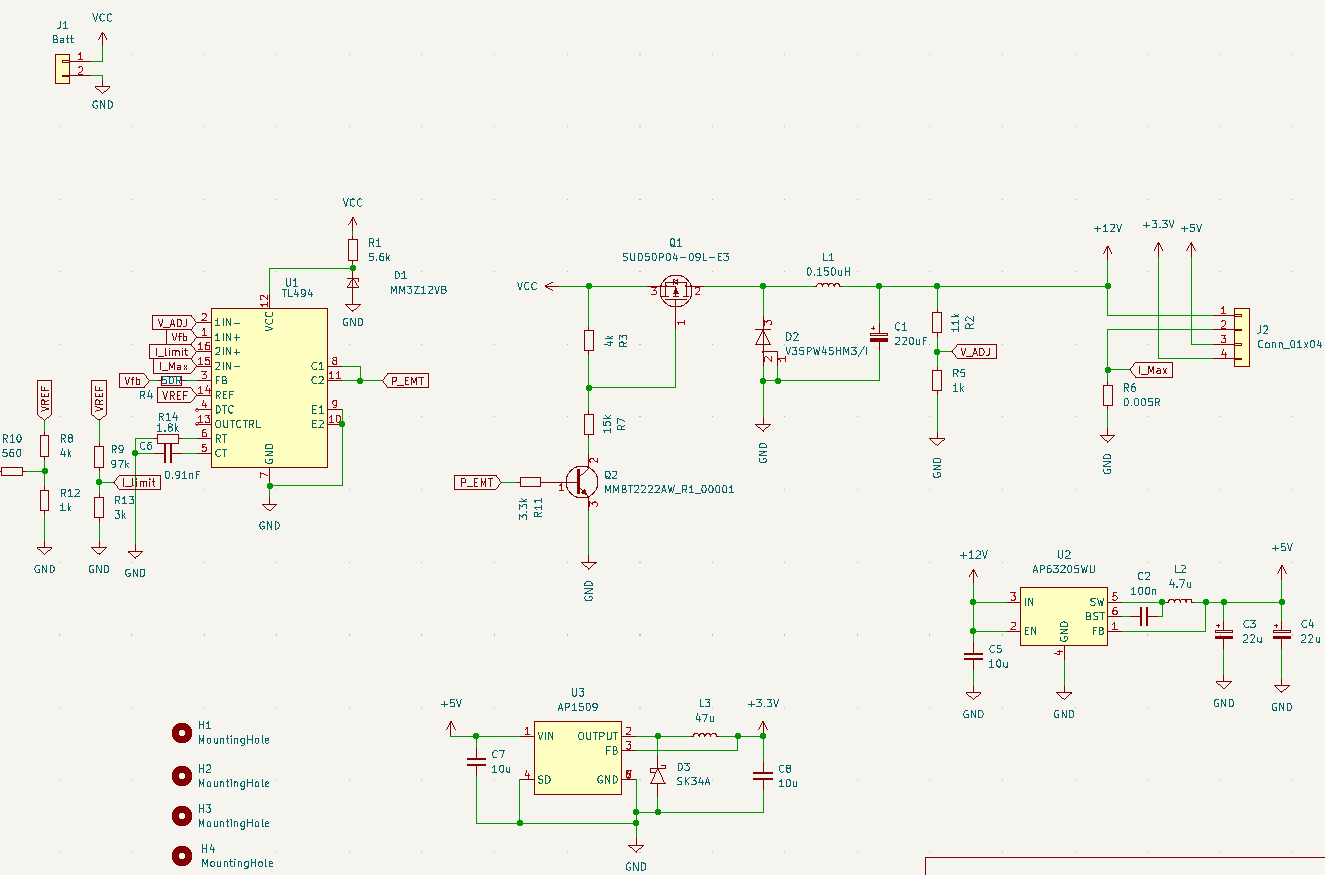 J1
Batt
VCC
1
2
GND
VCC
R1
5.6k
D1
MM3Z12VB
GND
U1
TL494
12
VCC
V_ADJ 2 1IN-
Vfb 1 1IN+
I_limit 16 2IN+
I_Max 15 2IN-
Vfb 50R 3 FB
R4 VREF 14 REF
4 DTC
13 OUTCTRL
6 RT
5 CT
C1 8
C2 11
P_EMT
E1 9
E2 10
GND
7
GND
R14
1.8k
C6
0.91nF
GND
VREF
R10
560
R8
4k
R12
1k
GND
VREF
R9
97k
I_limit
R13
3k
GND
VCC
Q1
SUD50P04-09L-E3
3
2
1
4k
R3
15k
R7
P_EMT
3.3k
R11
1
2
3
Q2
MMBT2222AW_R1_00001
GND
L1
0.150uH
3
D2
V35PW45HM3/I
2
1
GND
C1
220uF
11k
R2
V_ADJ
R5
1k
GND
+12V
+3.3V
+5V
1
2
3
4
J2
Conn_01x04
I_Max
R6
0.005R
GND
+12V
U2
AP63205WU
3 IN
2 EN
SW 5
BST 6
FB 1
GND
4
C5
10u
GND
GND
C2
100n
L2
4.7u
+5V
C3
22u
C4
22u
GND
GND
+5V
U3
AP1509
1 VIN
4 SD
OUTPUT 2
FB 3
GND
C7
10u
L3
47u
+3.3V
D3
SK34A
C8
10u
GND
H1
MountingHole
H2
MountingHole
H3
MountingHole
H4
MountingHole